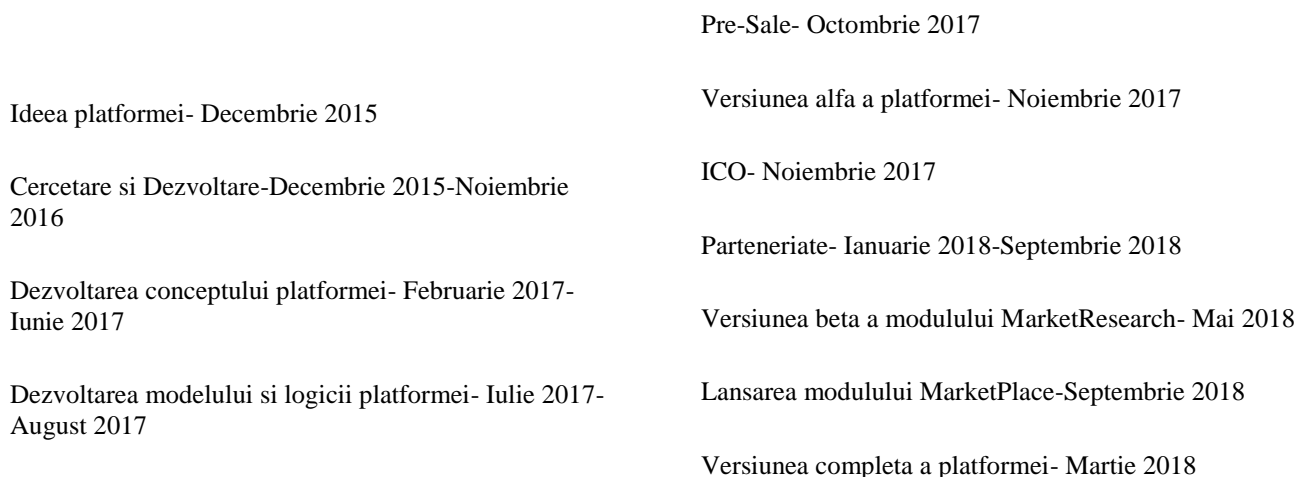 Ideea platformei- Decembrie 2015
Cercetare si Dezvoltare-Decembrie 2015-Noiembrie
2016
Dezvoltarea conceptului platformei- Februarie 2017-
Iunie 2017
Dezvoltarea modelului si logicii platformei- Iulie 2017-
August 2017
Pre-Sale- Octombrie 2017
Versiunea alfa a platformei- Noiembrie 2017
ICO- Noiembrie 2017
Parteneriate- Ianuarie 2018-Septembrie 2018
Versiunea beta a modulului MarketResearch- Mai 2018
Lansarea modulului MarketPlace-Septembrie 2018
Versiunea completa a platformei- Martie 2018